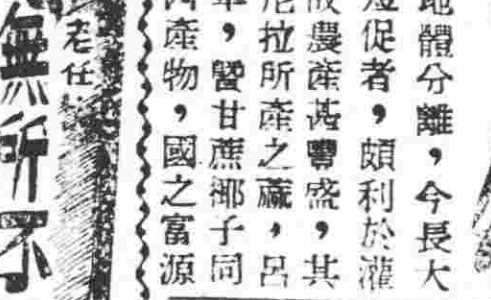 地體分離，今長大
促者，頗利於灌
農產甚豐盛，其
尼拉所產之蔴，呂
，暨甘蔗椰子同
產物，國之富源
老任
無所不